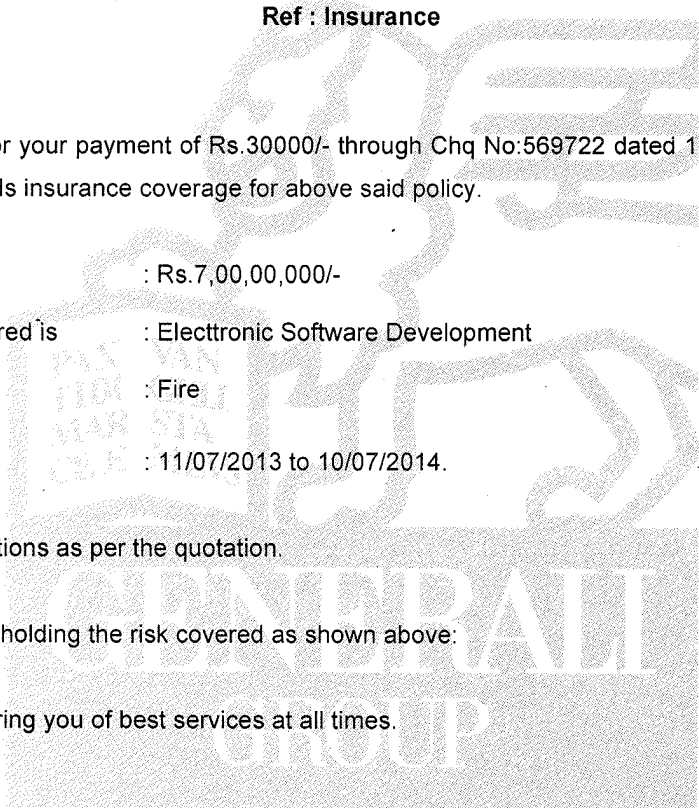 Ref : Insurance
or your payment of Rs.30000/- through Chq No:569722 dated 1
ls insurance coverage for above said policy.
: Rs.7,00,00,000/-
red is : Electtronic Software Development
: Fire
: 11/07/2013 to 10/07/2014.
tions as per the quotation.
holding the risk covered as shown above:
ring you of best services at all times.
GENERALI
GROUP